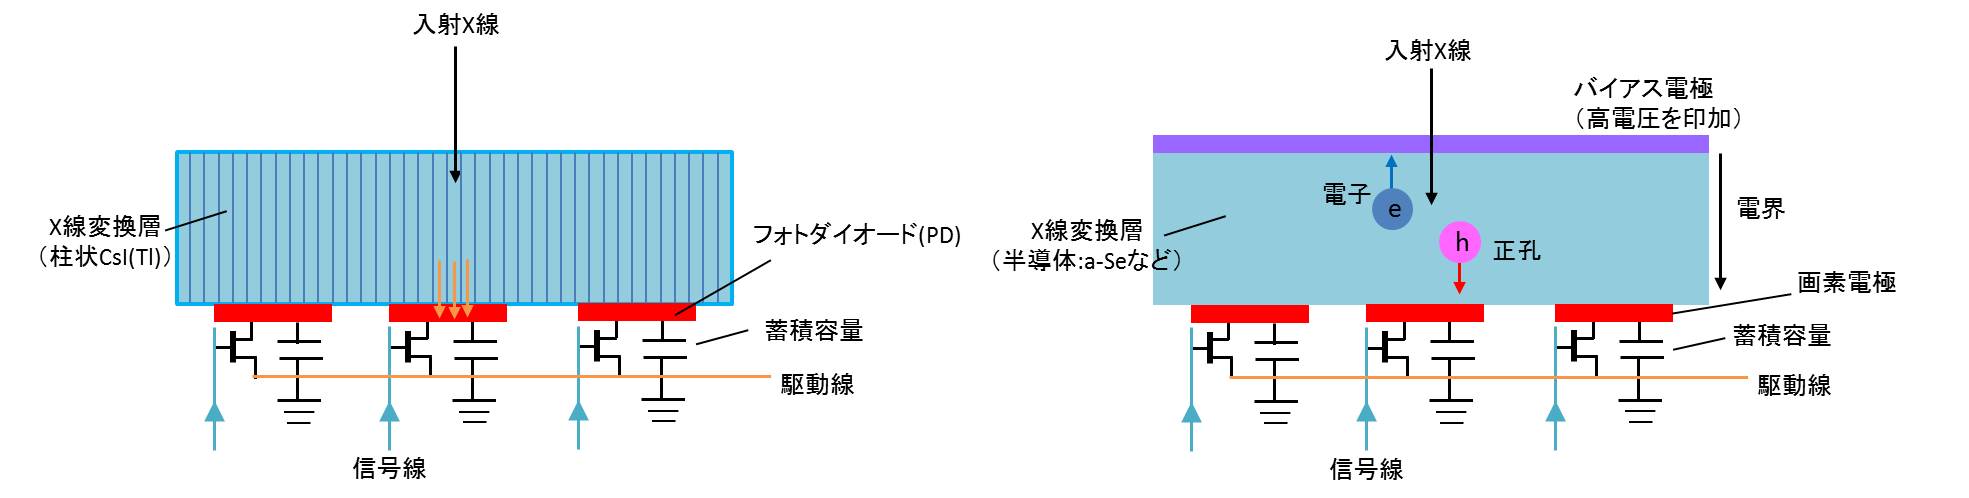 入射X線
X線変換層
（柱状CsI(Tl)）
フォトダイオード(PD)
蓄積容量
駆動線
信号線
入射X線
バイアス電極
（高電圧を印加）
電子
e
h
正孔
電界
X線変換層
（半導体:a-Seなど）
画素電極
蓄積容量
駆動線
信号線